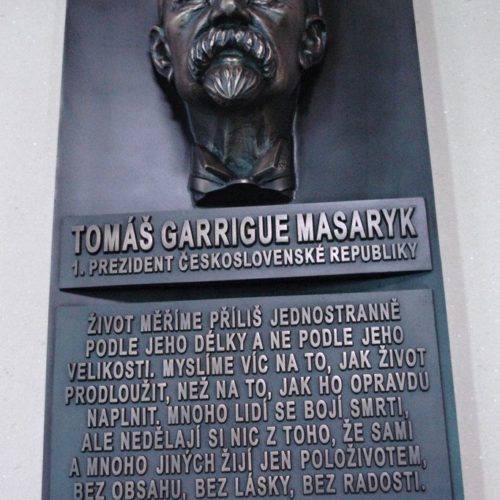 TOMÁŠ GARRIGUE MASARYK
1. PREZIDENT ČESKOSLOVENSKÉ REPUBLIKY
ŽIVOT MĚŘÍME PŘÍLIŠ JEDNOSTRANNĚ
PODLE JEHO DÉLKY A NE PODLE JEHO
VELIKOSTI. MYSLÍME VÍC NA TO, JAK ŽIVOT
PRODLOUŽIT, NEŽ NA TO, JAK HO OPRAVDU
NAPLNIT. MNOHO LIDÍ SE BOJÍ SMRTI,
ALE NEDĚLAJÍ SI NIC Z TOHO, ŽE SAMI
A MNOHO JINÝCH ŽIJÍ JEN POLOŽIVOTEM,
BEZ OBSAHU, BEZ LÁSKY, BEZ RADOSTI.